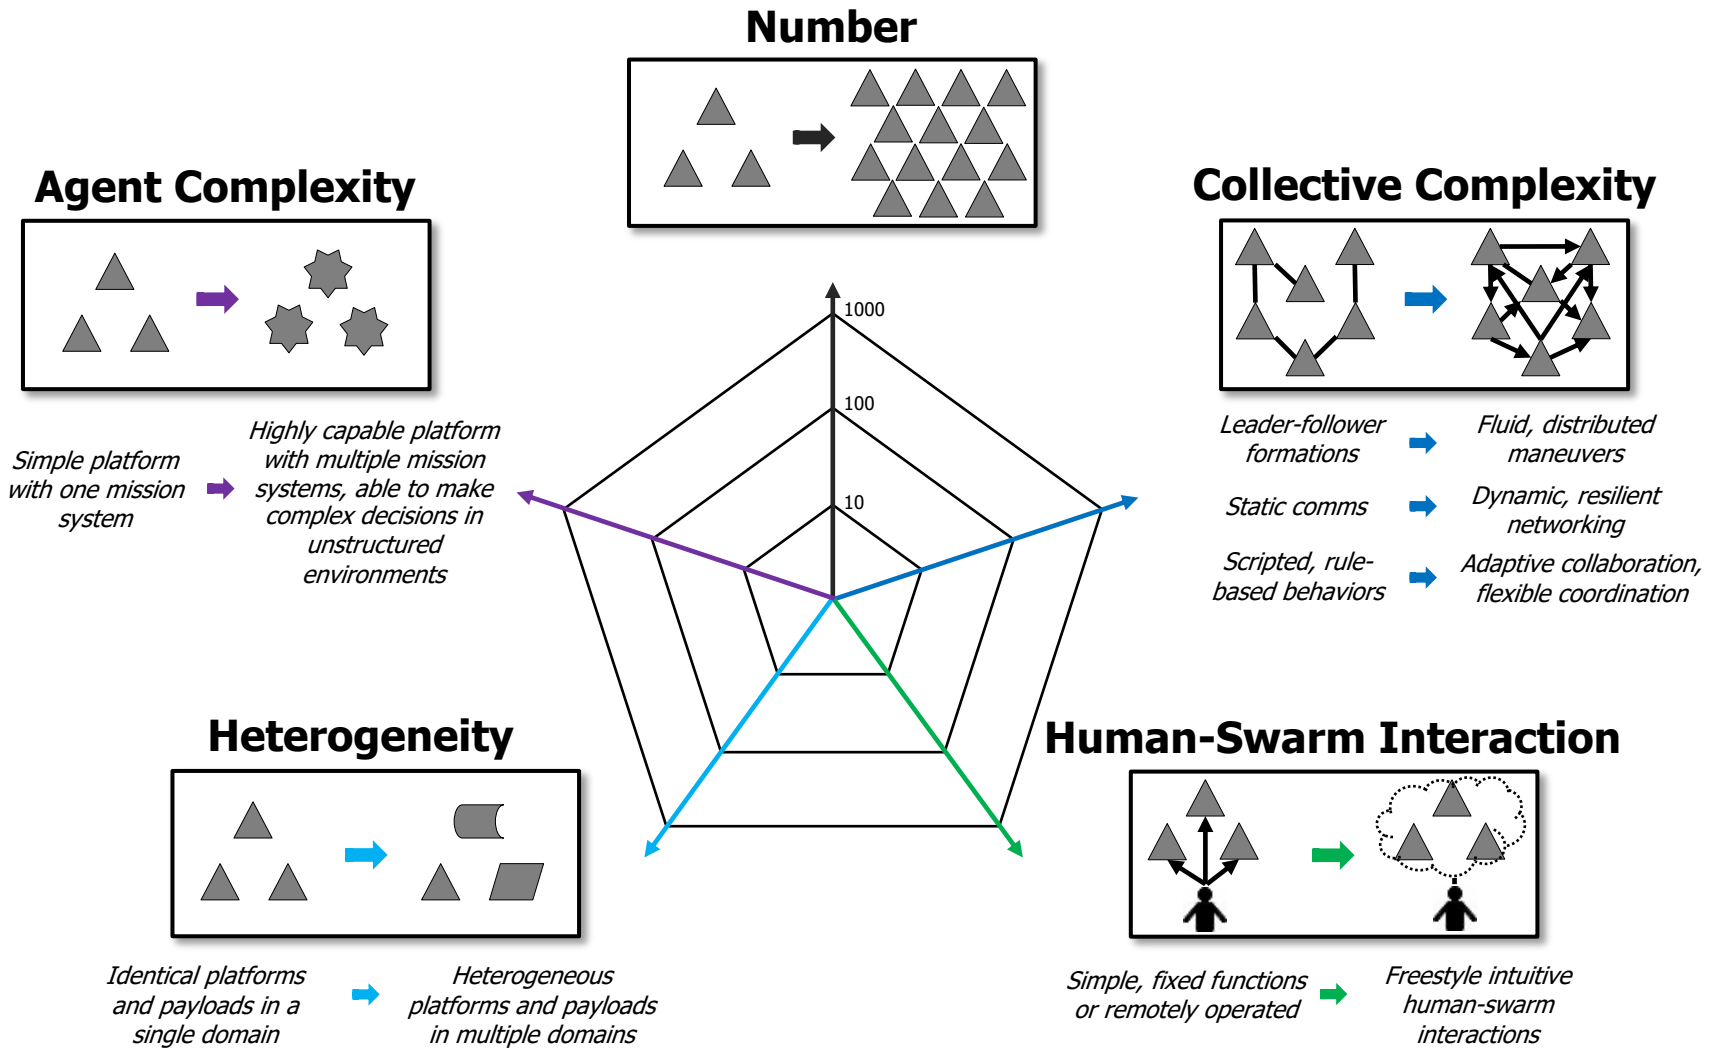 Number
Agent Complexity
Simple platform
with one mission
system
Highly capable platform
with multiple mission
systems, able to make
complex decisions in
unstructured
environments
1000
100
10
Collective Complexity
Leader-follower
formations
Fluid, distributed
maneuvers
Static comms
Dynamic, resilient
networking
Scripted, rule-
based behaviors
Adaptive collaboration,
flexible coordination
Heterogeneity
Identical platforms
and payloads in a
single domain
Heterogeneous
platforms and payloads
in multiple domains
Human-Swarm Interaction
Simple, fixed functions
or remotely operated
Freestyle intuitive
human-swarm
interactions